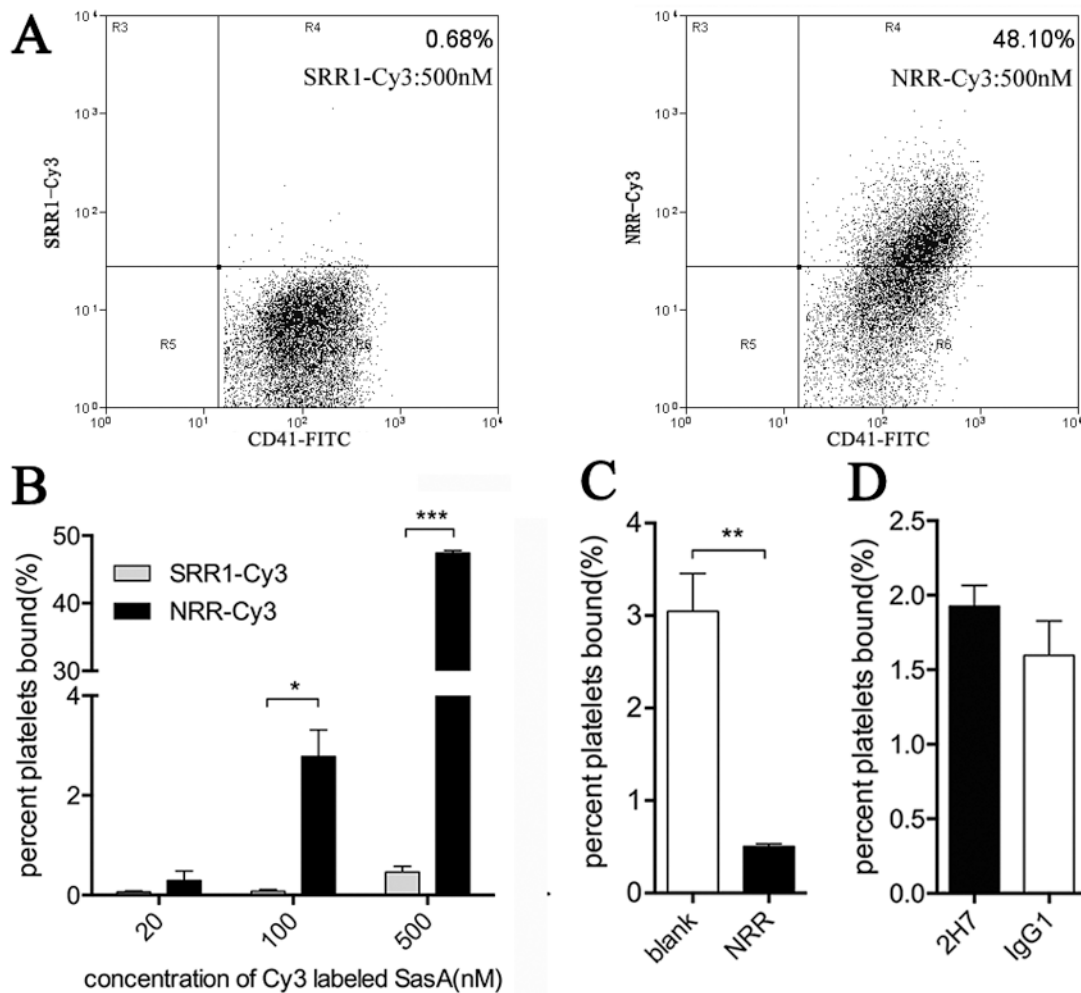 A
R3
R4
0.68%
SRR1-Cy3:500nM
10⁴
10³
10²
10¹
10⁰
SRR1-Cy3
R5
R6
10⁰ 10¹ 10² 10³ 10⁴
CD41-FITC
R3
R4
48.10%
NRR-Cy3:500nM
10⁴
10³
10²
10¹
10⁰
NRR-Cy3
R5
R6
10⁰ 10¹ 10² 10³ 10⁴
CD41-FITC
B
percent platelets bound(%)
50
40
30
4
2
0
SRR1-Cy3
NRR-Cy3
*
***
20 100 500
concentration of Cy3 labeled SasA(nM)
C
percent platelets bound(%)
4
3
2
1
0
**
blank NRR
D
percent platelets bound(%)
2.5
2.0
1.5
1.0
0.5
0.0
2H7 IgG1